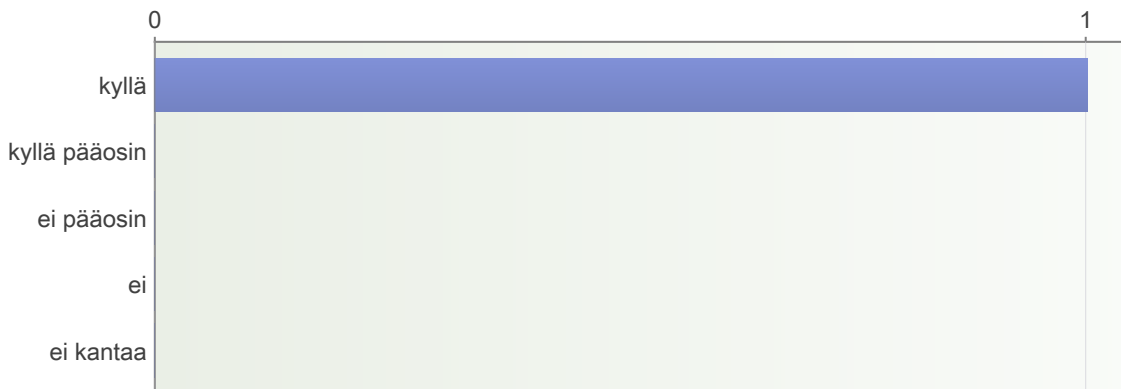 0 1
kyllä
kyllä pääosin
ei pääosin
ei
ei kantaa